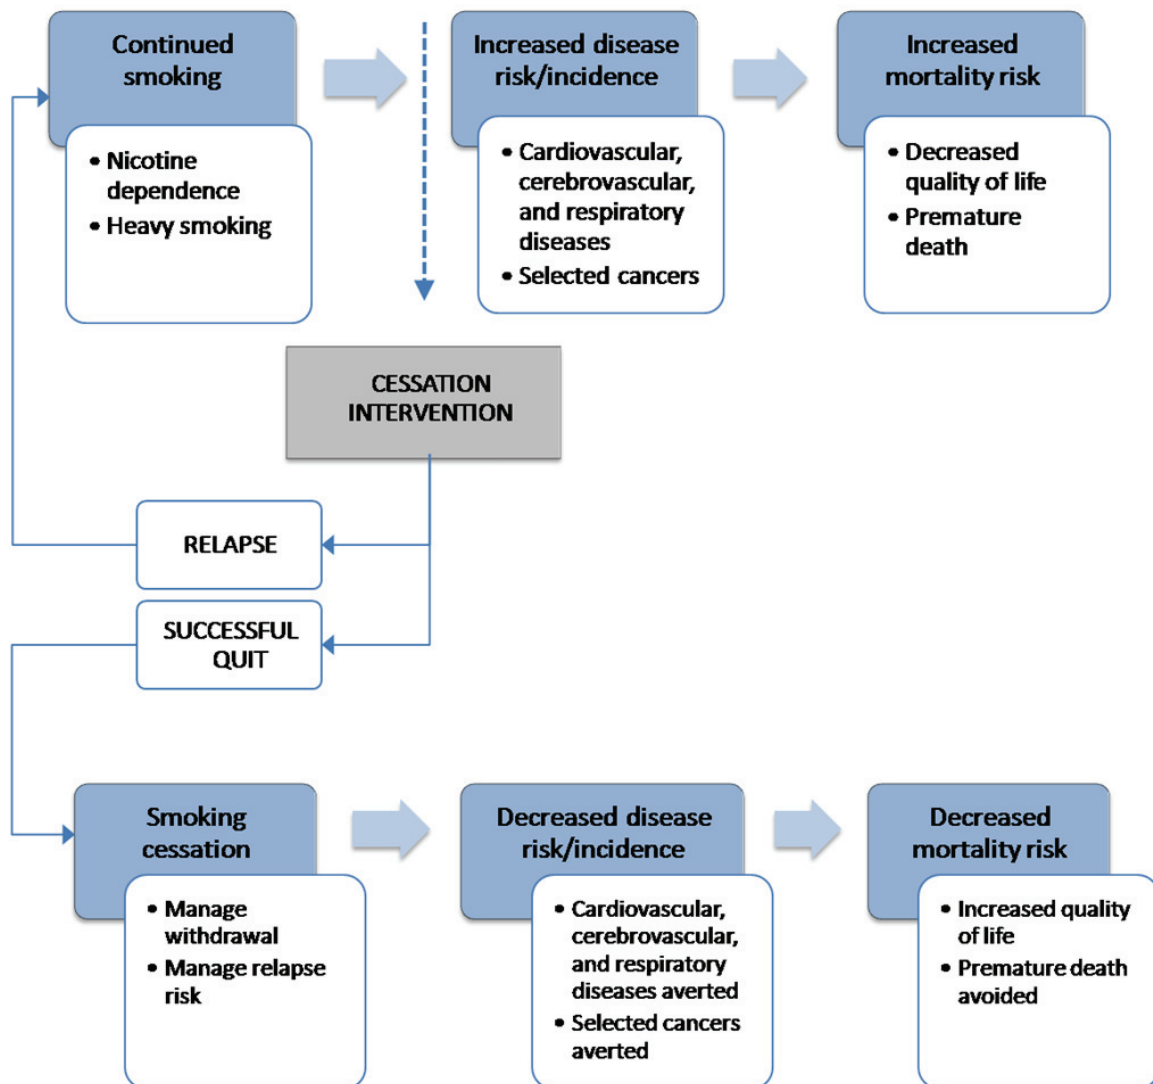 Continued
smoking
• Nicotine
dependence
• Heavy smoking
Increased disease
risk/incidence
• Cardiovascular,
cerebrovascular,
and respiratory
diseases
• Selected cancers
Increased
mortality risk
• Decreased
quality of life
• Premature
death
CESSATION
INTERVENTION
RELAPSE
SUCCESSFUL
QUIT
Smoking
cessation
• Manage
withdrawal
• Manage relapse
risk
Decreased disease
risk/incidence
• Cardiovascular,
cerebrovascular,
and respiratory
diseases averted
• Selected cancers
averted
Decreased
mortality risk
• Increased quality
of life
• Premature death
avoided